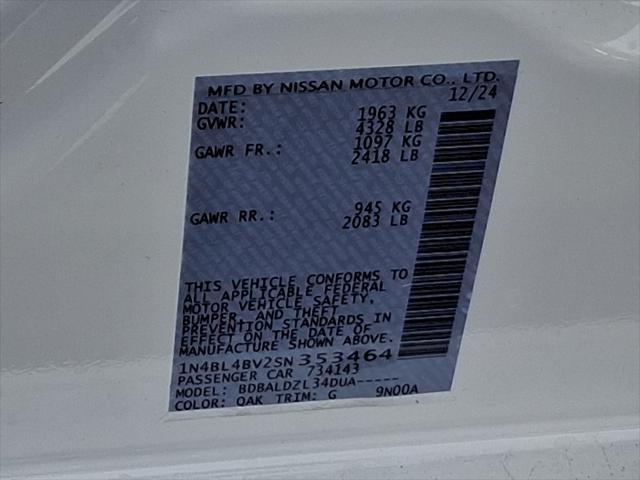 MFD BY NISSAN MOTOR CO., LTD.
DATE: 12/24
GVWR: 1963 KG
4328 LB
GAWR FR.: 1097 KG
2418 LB
GAWR RR.: 945 KG
2083 LB
THIS VEHICLE CONFORMS TO
ALL APPLICABLE FEDERAL
MOTOR VEHICLE SAFETY,
BUMPER, AND THEFT
PREVENTION STANDARDS IN
EFFECT ON THE DATE OF
MANUFACTURE SHOWN ABOVE.
1N4BL4BV2SN353464
PASSENGER CAR 734143
MODEL: BDBALDZL34DUA-----
COLOR: QAK TRIM: G 9N00A